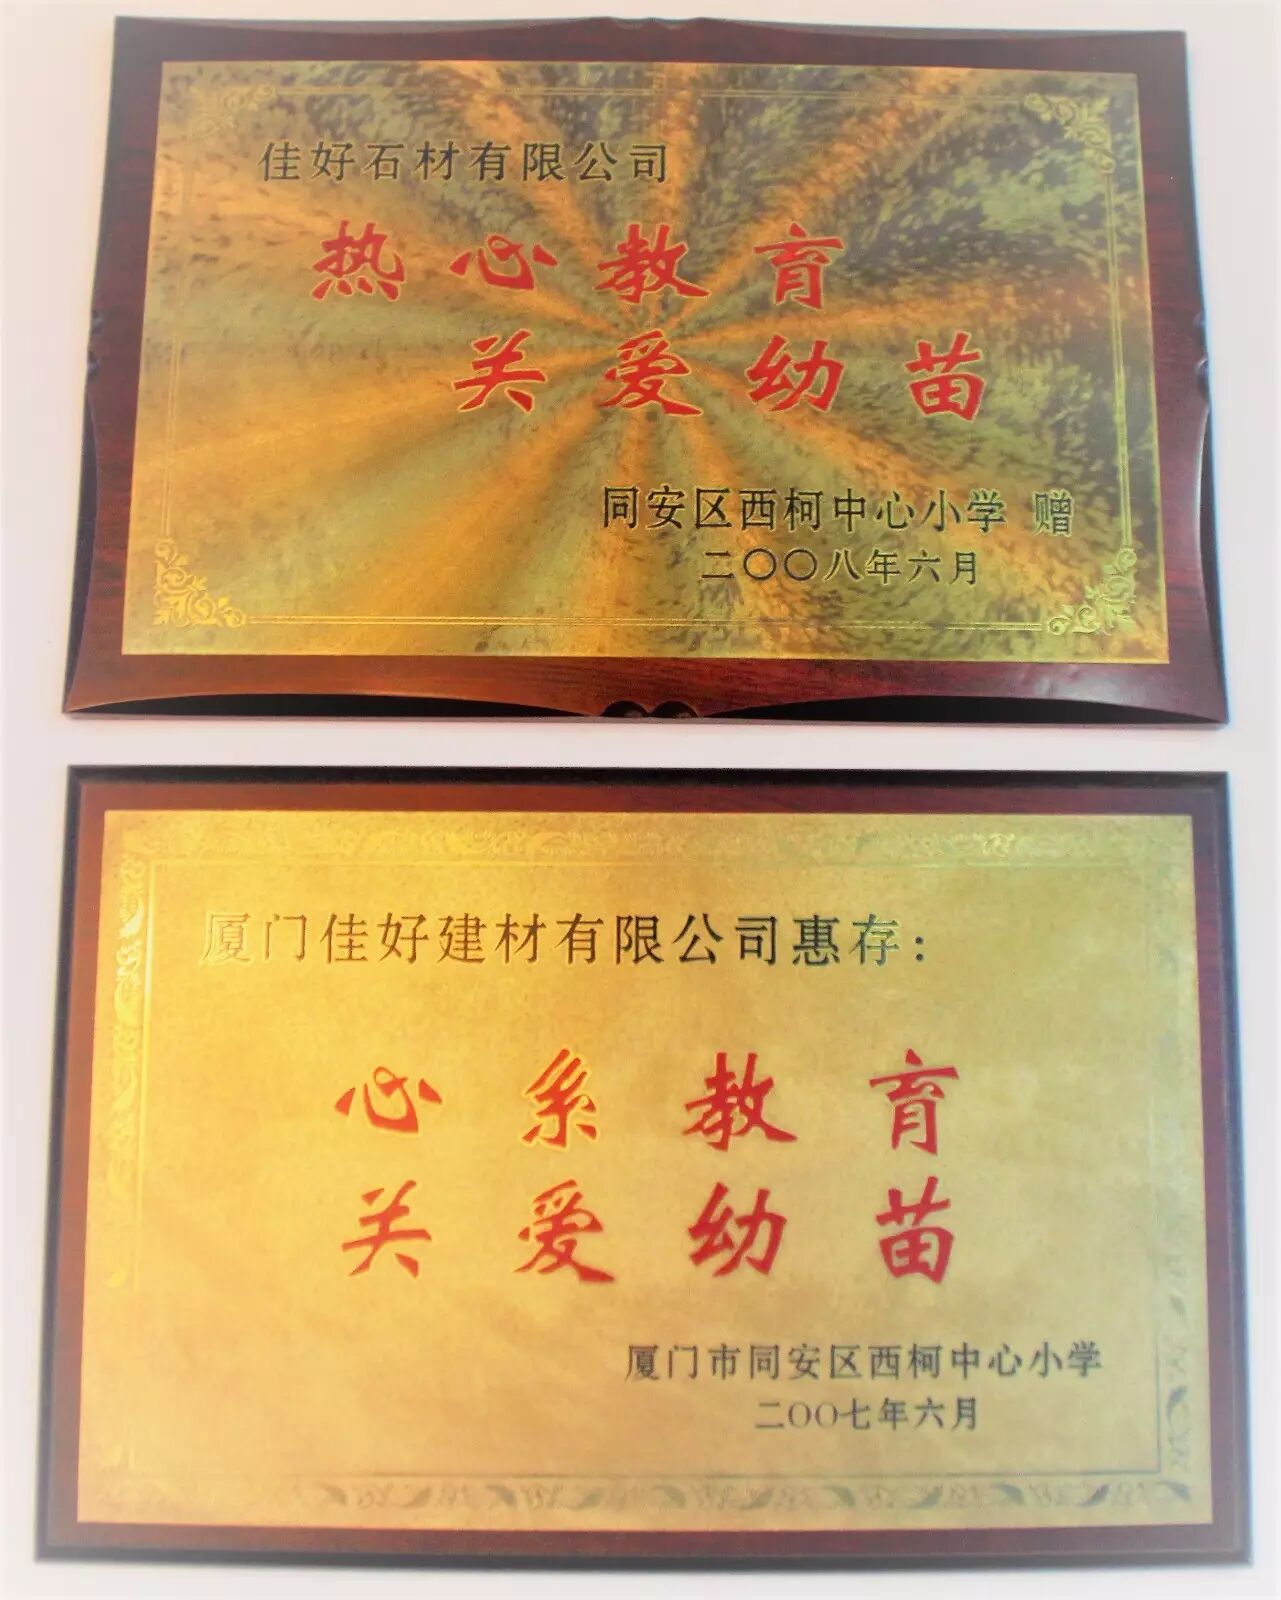 佳好石材有限公司
热心教育
关爱幼苗
同安区西柯中心小学 赠
二〇〇八年六月
厦门佳好建材有限公司惠存：
心系教育
关爱幼苗
厦门市同安区西柯中心小学
二〇〇七年六月